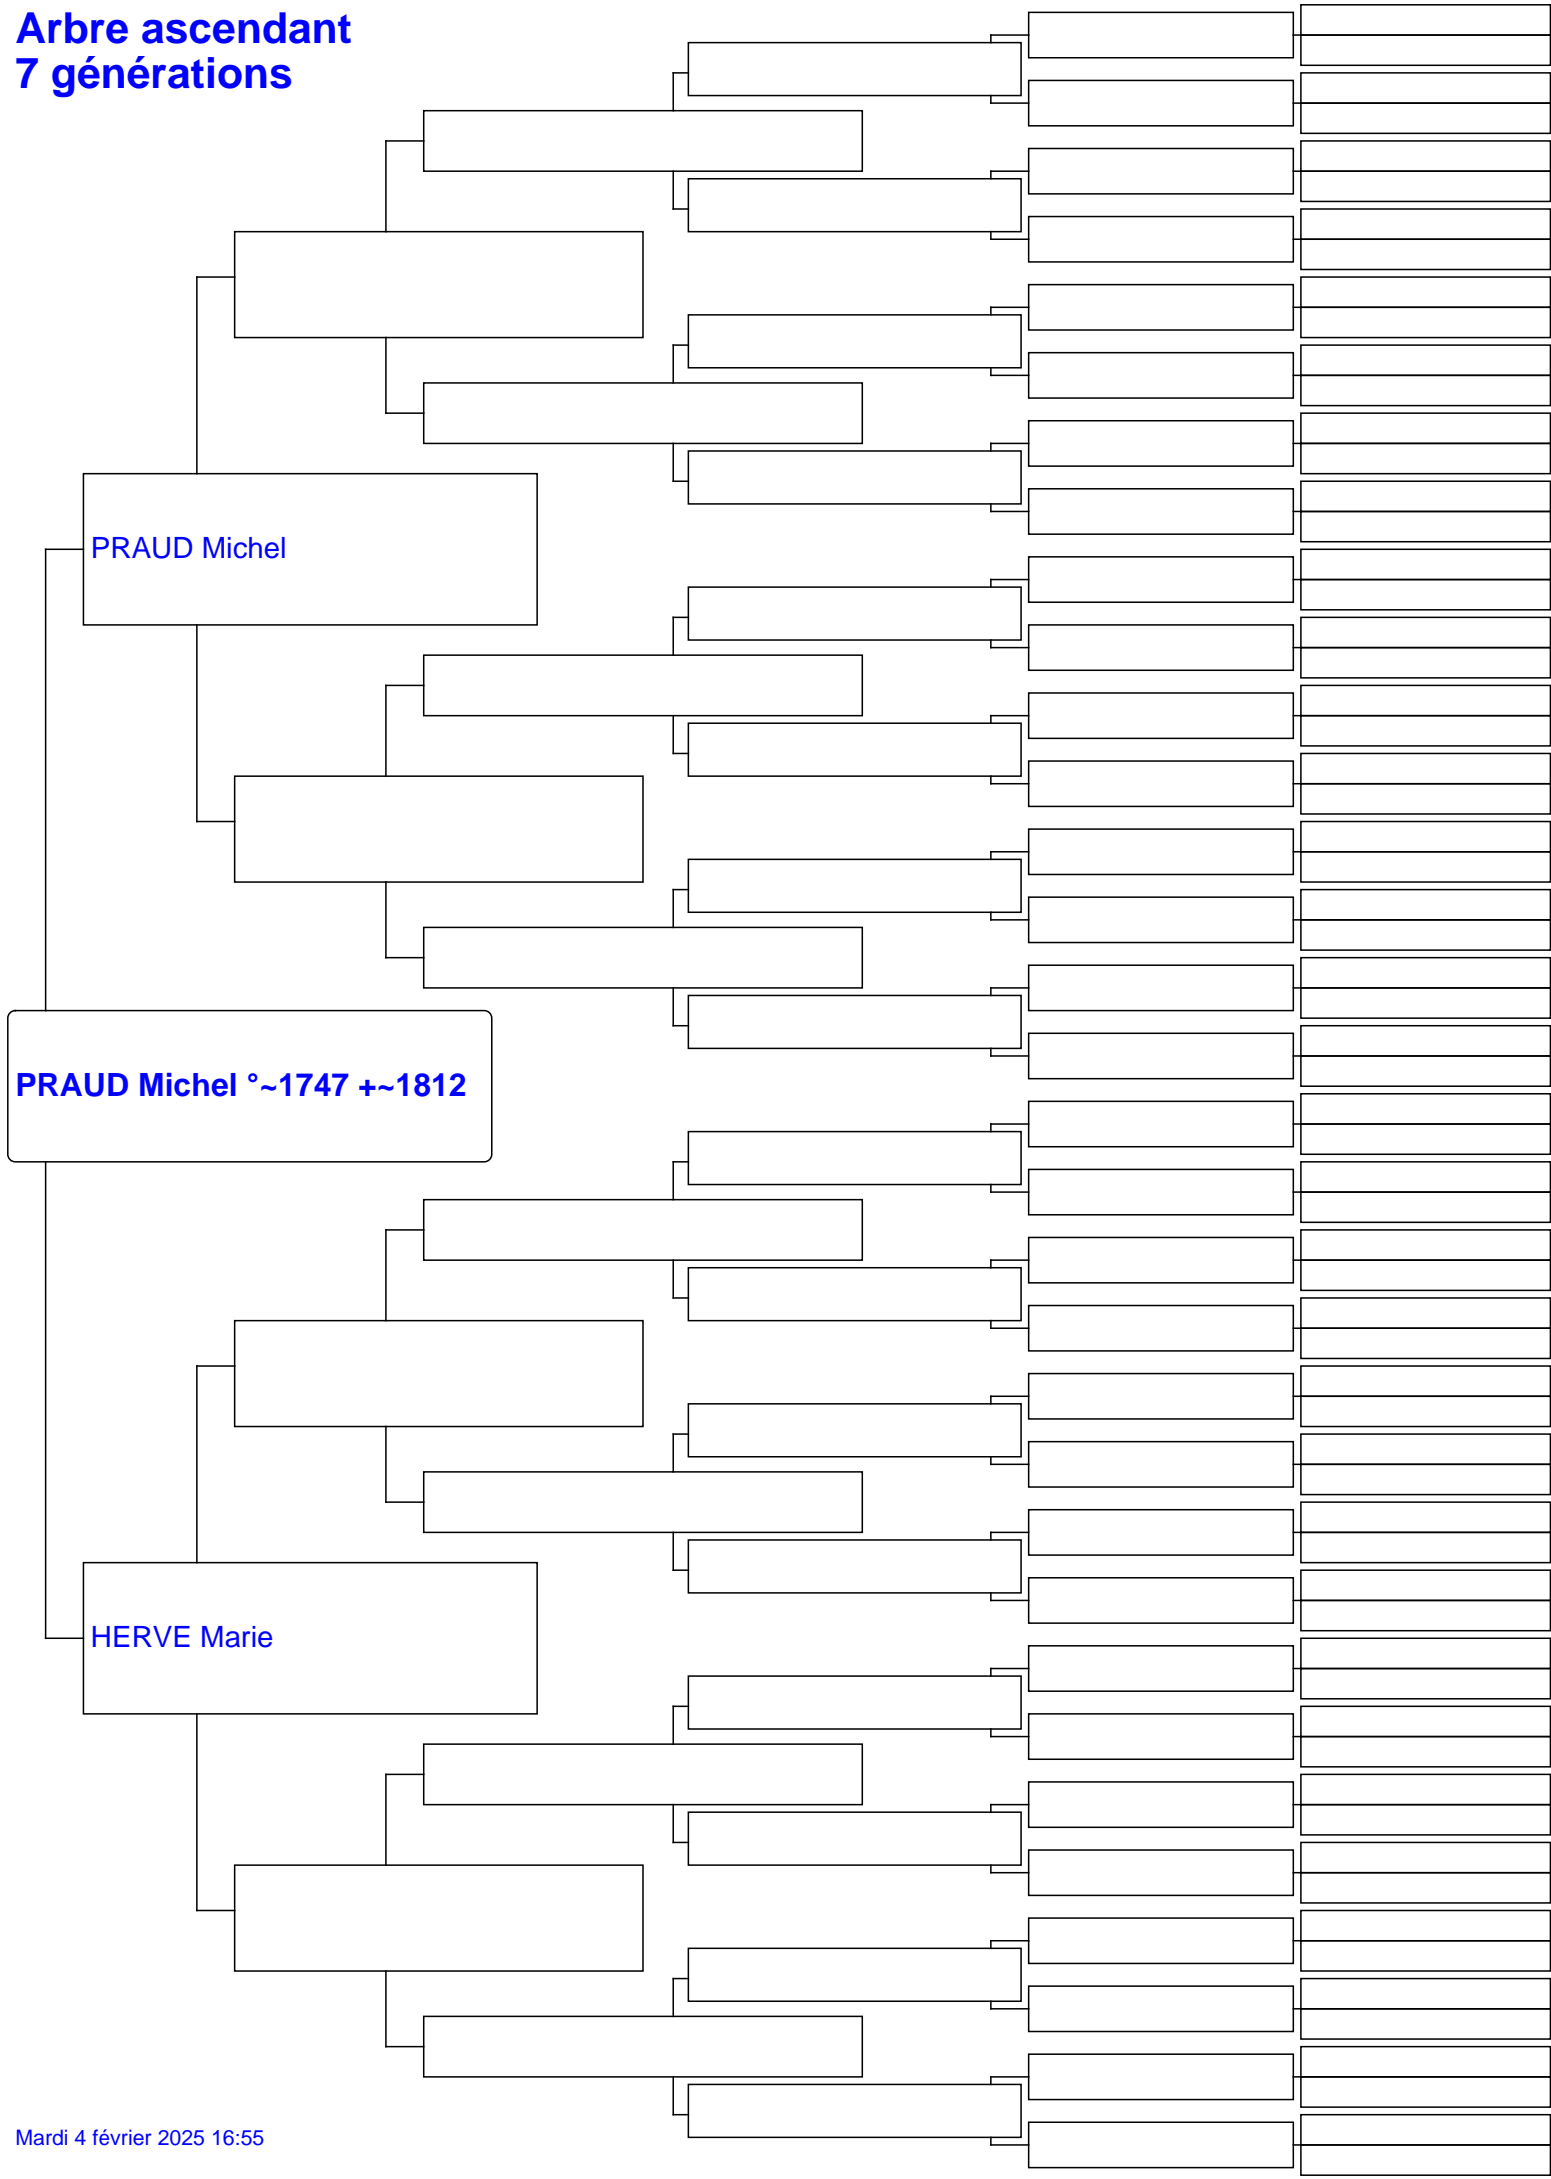 Arbre ascendant
7 générations
PRAUD Michel
PRAUD Michel °~1747 +~1812
HERVE Marie
Mardi 4 février 2025 16:55